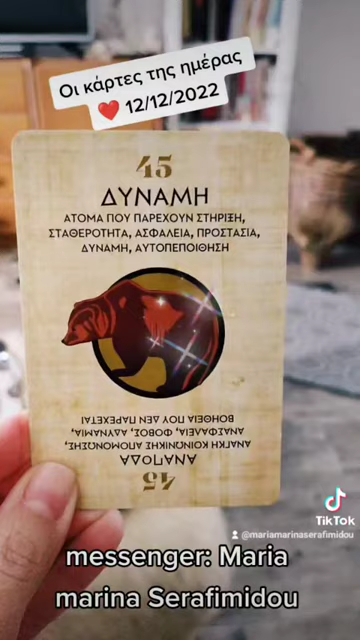 Οι κάρτες της ημέρας
❤️ 12/12/2022
45
ΔΥΝΑΜΗ
ΑΤΟΜΑ ΠΟΥ ΠΑΡΕΧΟΥΝ ΣΤΗΡΙΞΗ,
ΣΤΑΘΕΡΟΤΗΤΑ, ΑΣΦΑΛΕΙΑ, ΠΡΟΣΤΑΣΙΑ,
ΔΥΝΑΜΗ, ΑΥΤΟΠΕΠΟΙΘΗΣΗ
45
ΑΝΑΠΟΔΑ
ΑΝΑΓΚΗ ΚΟΙΝΩΝΙΚΗΣ ΑΠΟΜΟΝΩΣΗΣ,
ΑΝΑΣΦΑΛΕΙΑ, ΦΟΒΟΣ, ΑΔΥΝΑΜΙΑ,
ΒΟΗΘΕΙΑ ΠΟΥ ΔΕΝ ΠΑΡΕΧΕΤΑΙ
TikTok
@mariamarinaserafimidou
messenger: Maria
marina Serafimidou